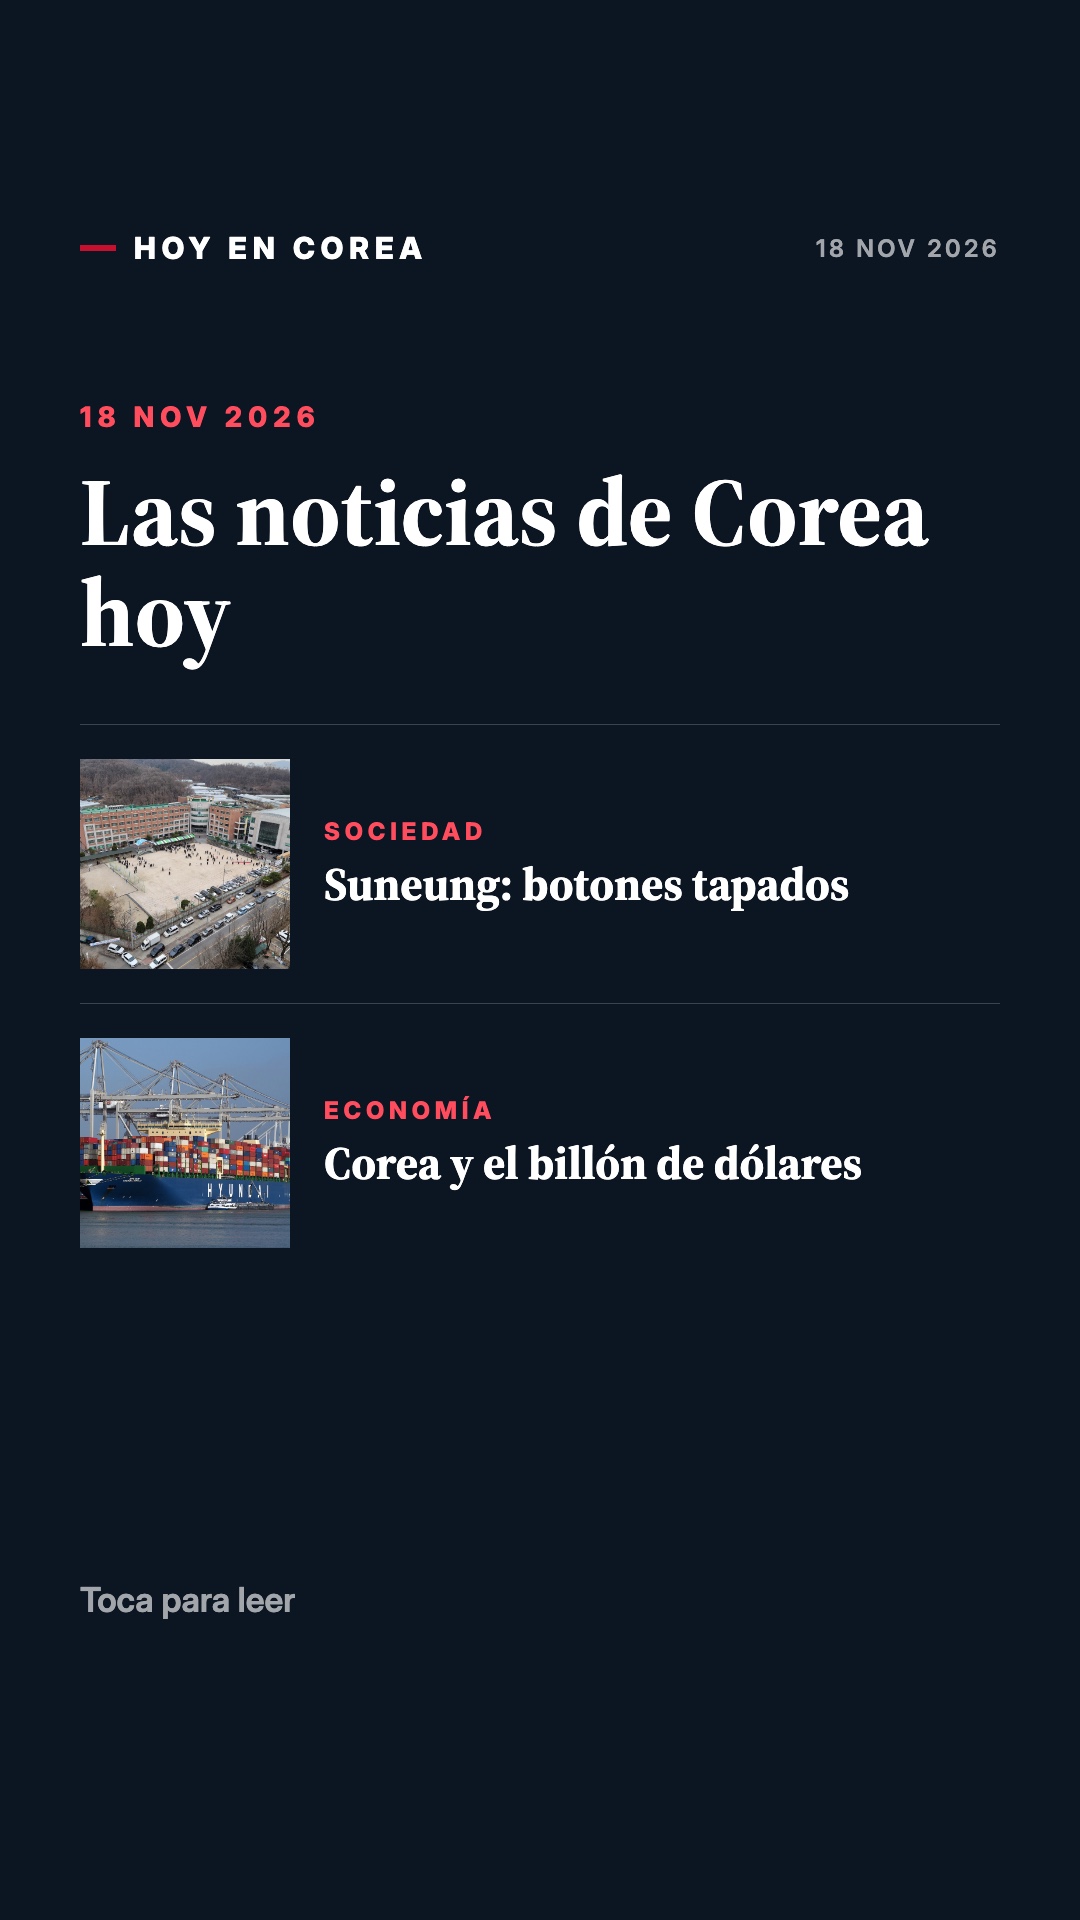 HOY EN COREA
18 NOV 2026
18 NOV 2026
Las noticias de Corea
hoy
SOCIEDAD
Suneung: botones tapados
ECONOMÍA
Corea y el billón de dólares
HYUNDAI
Toca para leer